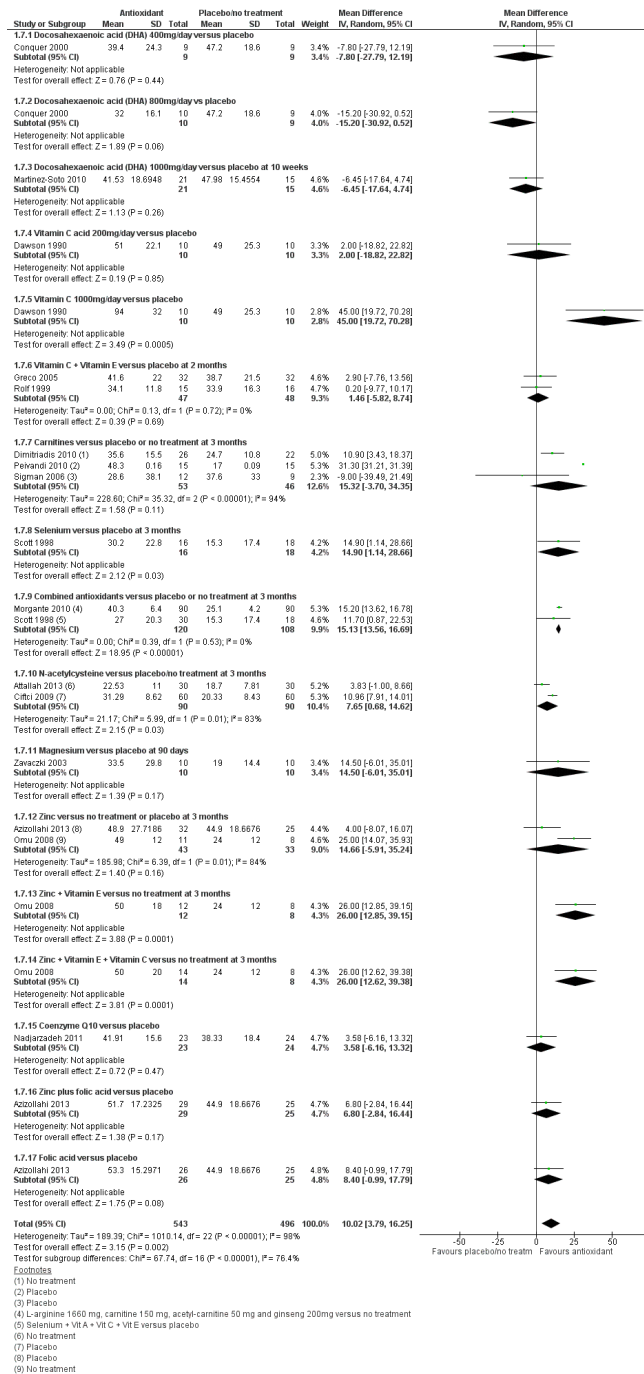 Antioxidant Placebo/no treatment Mean Difference Mean Difference
Study or Subgroup Mean SD Total Mean SD Total Weight IV, Random, 95% CI IV, Random, 95% CI
1.7.1 Docosahexaenoic acid (DHA) 400mg/day versus placebo
Conquer 2000 39.4 24.3 9 47.2 18.6 9 3.4% -7.80 [-27.79, 12.19]
Subtotal (95% CI) 9 9 3.4% -7.80 [-27.79, 12.19]
Heterogeneity: Not applicable
Test for overall effect: Z = 0.76 (P = 0.44)
1.7.2 Docosahexaenoic acid (DHA) 800mg/day vs placebo
Conquer 2000 32 16.1 10 47.2 18.6 9 4.0% -15.20 [-30.92, 0.52]
Subtotal (95% CI) 10 9 4.0% -15.20 [-30.92, 0.52]
Heterogeneity: Not applicable
Test for overall effect: Z = 1.89 (P = 0.06)
1.7.3 Docosahexaenoic acid (DHA) 1000mg/day versus placebo at 10 weeks
Martinez-Soto 2010 41.53 18.6948 21 47.98 15.4554 15 4.6% -6.45 [-17.64, 4.74]
Subtotal (95% CI) 21 15 4.6% -6.45 [-17.64, 4.74]
Heterogeneity: Not applicable
Test for overall effect: Z = 1.13 (P = 0.26)
1.7.4 Vitamin C acid 200mg/day versus placebo
Dawson 1990 51 22.1 10 49 25.3 10 3.3% 2.00 [-18.82, 22.82]
Subtotal (95% CI) 10 10 3.3% 2.00 [-18.82, 22.82]
Heterogeneity: Not applicable
Test for overall effect: Z = 0.19 (P = 0.85)
1.7.5 Vitamin C 1000mg/day versus placebo
Dawson 1990 94 32 10 49 25.3 10 2.8% 45.00 [19.72, 70.28]
Subtotal (95% CI) 10 10 2.8% 45.00 [19.72, 70.28]
Heterogeneity: Not applicable
Test for overall effect: Z = 3.49 (P = 0.0005)
1.7.6 Vitamin C + Vitamin E versus placebo at 2 months
Greco 2005 41.6 22 32 38.7 21.5 32 4.6% 2.90 [-7.76, 13.56]
Rolf 1999 34.1 11.8 15 33.9 16.3 16 4.7% 0.20 [-9.77, 10.17]
Subtotal (95% CI) 47 48 9.3% 1.46 [-5.82, 8.74]
Heterogeneity: Tau² = 0.00; Chi² = 0.13, df = 1 (P = 0.72); I² = 0%
Test for overall effect: Z = 0.39 (P = 0.69)
1.7.7 Carnitines versus placebo or no treatment at 3 months
Dimitriadis 2010 (1) 35.6 15.5 26 24.7 10.8 22 5.0% 10.90 [3.43, 18.37]
Peivandi 2010 (2) 48.3 0.16 15 17 0.09 15 5.3% 31.30 [31.21, 31.39]
Sigman 2006 (3) 28.6 38.1 12 37.6 33 9 2.3% -9.00 [-39.49, 21.49]
Subtotal (95% CI) 53 46 12.6% 15.32 [-3.70, 34.35]
Heterogeneity: Tau² = 228.60; Chi² = 35.32, df = 2 (P < 0.00001); I² = 94%
Test for overall effect: Z = 1.58 (P = 0.11)
1.7.8 Selenium versus placebo at 3 months
Scott 1998 30.2 22.8 16 15.3 17.4 18 4.2% 14.90 [1.14, 28.66]
Subtotal (95% CI) 16 18 4.2% 14.90 [1.14, 28.66]
Heterogeneity: Not applicable
Test for overall effect: Z = 2.12 (P = 0.03)
1.7.9 Combined antioxidants versus placebo or no treatment at 3 months
Morgante 2010 (4) 40.3 6.4 90 25.1 4.2 90 5.3% 15.20 [13.62, 16.78]
Scott 1998 (5) 27 20.3 30 15.3 17.4 18 4.6% 11.70 [0.87, 22.53]
Subtotal (95% CI) 120 108 9.9% 15.13 [13.56, 16.69]
Heterogeneity: Tau² = 0.00; Chi² = 0.39, df = 1 (P = 0.53); I² = 0%
Test for overall effect: Z = 18.95 (P < 0.00001)
1.7.10 N-acetylcysteine versus placebo/no treatment at 3 months
Attallah 2013 (6) 22.53 11 30 18.7 7.81 30 5.2% 3.83 [-1.00, 8.66]
Ciftci 2009 (7) 31.29 8.62 60 20.33 8.43 60 5.2% 10.96 [7.91, 14.01]
Subtotal (95% CI) 90 90 10.4% 7.65 [0.68, 14.62]
Heterogeneity: Tau² = 21.17; Chi² = 5.99, df = 1 (P = 0.01); I² = 83%
Test for overall effect: Z = 2.15 (P = 0.03)
1.7.11 Magnesium versus placebo at 90 days
Zavaczki 2003 33.5 29.8 10 19 14.4 10 3.4% 14.50 [-6.01, 35.01]
Subtotal (95% CI) 10 10 3.4% 14.50 [-6.01, 35.01]
Heterogeneity: Not applicable
Test for overall effect: Z = 1.39 (P = 0.17)
1.7.12 Zinc versus no treatment or placebo at 3 months
Azizollahi 2013 (8) 48.9 27.7186 32 44.9 18.6676 25 4.4% 4.00 [-8.07, 16.07]
Omu 2008 (9) 49 12 11 24 12 8 4.6% 25.00 [14.07, 35.93]
Subtotal (95% CI) 43 33 9.0% 14.66 [-5.91, 35.24]
Heterogeneity: Tau² = 185.98; Chi² = 6.39, df = 1 (P = 0.01); I² = 84%
Test for overall effect: Z = 1.40 (P = 0.16)
1.7.13 Zinc + Vitamin E versus no treatment at 3 months
Omu 2008 50 18 12 24 12 8 4.3% 26.00 [12.85, 39.15]
Subtotal (95% CI) 12 8 4.3% 26.00 [12.85, 39.15]
Heterogeneity: Not applicable
Test for overall effect: Z = 3.88 (P = 0.0001)
1.7.14 Zinc + Vitamin E + Vitamin C versus no treatment at 3 months
Omu 2008 50 20 14 24 12 8 4.3% 26.00 [12.62, 39.38]
Subtotal (95% CI) 14 8 4.3% 26.00 [12.62, 39.38]
Heterogeneity: Not applicable
Test for overall effect: Z = 3.81 (P = 0.0001)
1.7.15 Coenzyme Q10 versus placebo
Nadjarzadeh 2011 41.91 15.6 23 38.33 18.4 24 4.7% 3.58 [-6.16, 13.32]
Subtotal (95% CI) 23 24 4.7% 3.58 [-6.16, 13.32]
Heterogeneity: Not applicable
Test for overall effect: Z = 0.72 (P = 0.47)
1.7.16 Zinc plus folic acid versus placebo
Azizollahi 2013 51.7 17.2325 29 44.9 18.6676 25 4.7% 6.80 [-2.84, 16.44]
Subtotal (95% CI) 29 25 4.7% 6.80 [-2.84, 16.44]
Heterogeneity: Not applicable
Test for overall effect: Z = 1.38 (P = 0.17)
1.7.17 Folic acid versus placebo
Azizollahi 2013 53.3 15.2971 26 44.9 18.6676 25 4.8% 8.40 [-0.99, 17.79]
Subtotal (95% CI) 26 25 4.8% 8.40 [-0.99, 17.79]
Heterogeneity: Not applicable
Test for overall effect: Z = 1.75 (P = 0.08)
Total (95% CI) 543 496 100.0% 10.02 [3.79, 16.25]
Heterogeneity: Tau² = 189.39; Chi² = 1010.14, df = 22 (P < 0.00001); I² = 98%
Test for overall effect: Z = 3.15 (P = 0.002)
Test for subgroup differences: Chi² = 67.74, df = 16 (P < 0.00001), I² = 76.4%
-50 -25 0 25 50
Favours placebo/no treatm Favours antioxidant
Footnotes
(1) No treatment
(2) Placebo
(3) Placebo
(4) L-arginine 1660 mg, carnitine 150 mg, acetyl-carnitine 50 mg and ginseng 200mg versus no treatment
(5) Selenium + Vit A + Vit C + Vit E versus placebo
(6) No treatment
(7) Placebo
(8) Placebo
(9) No treatment